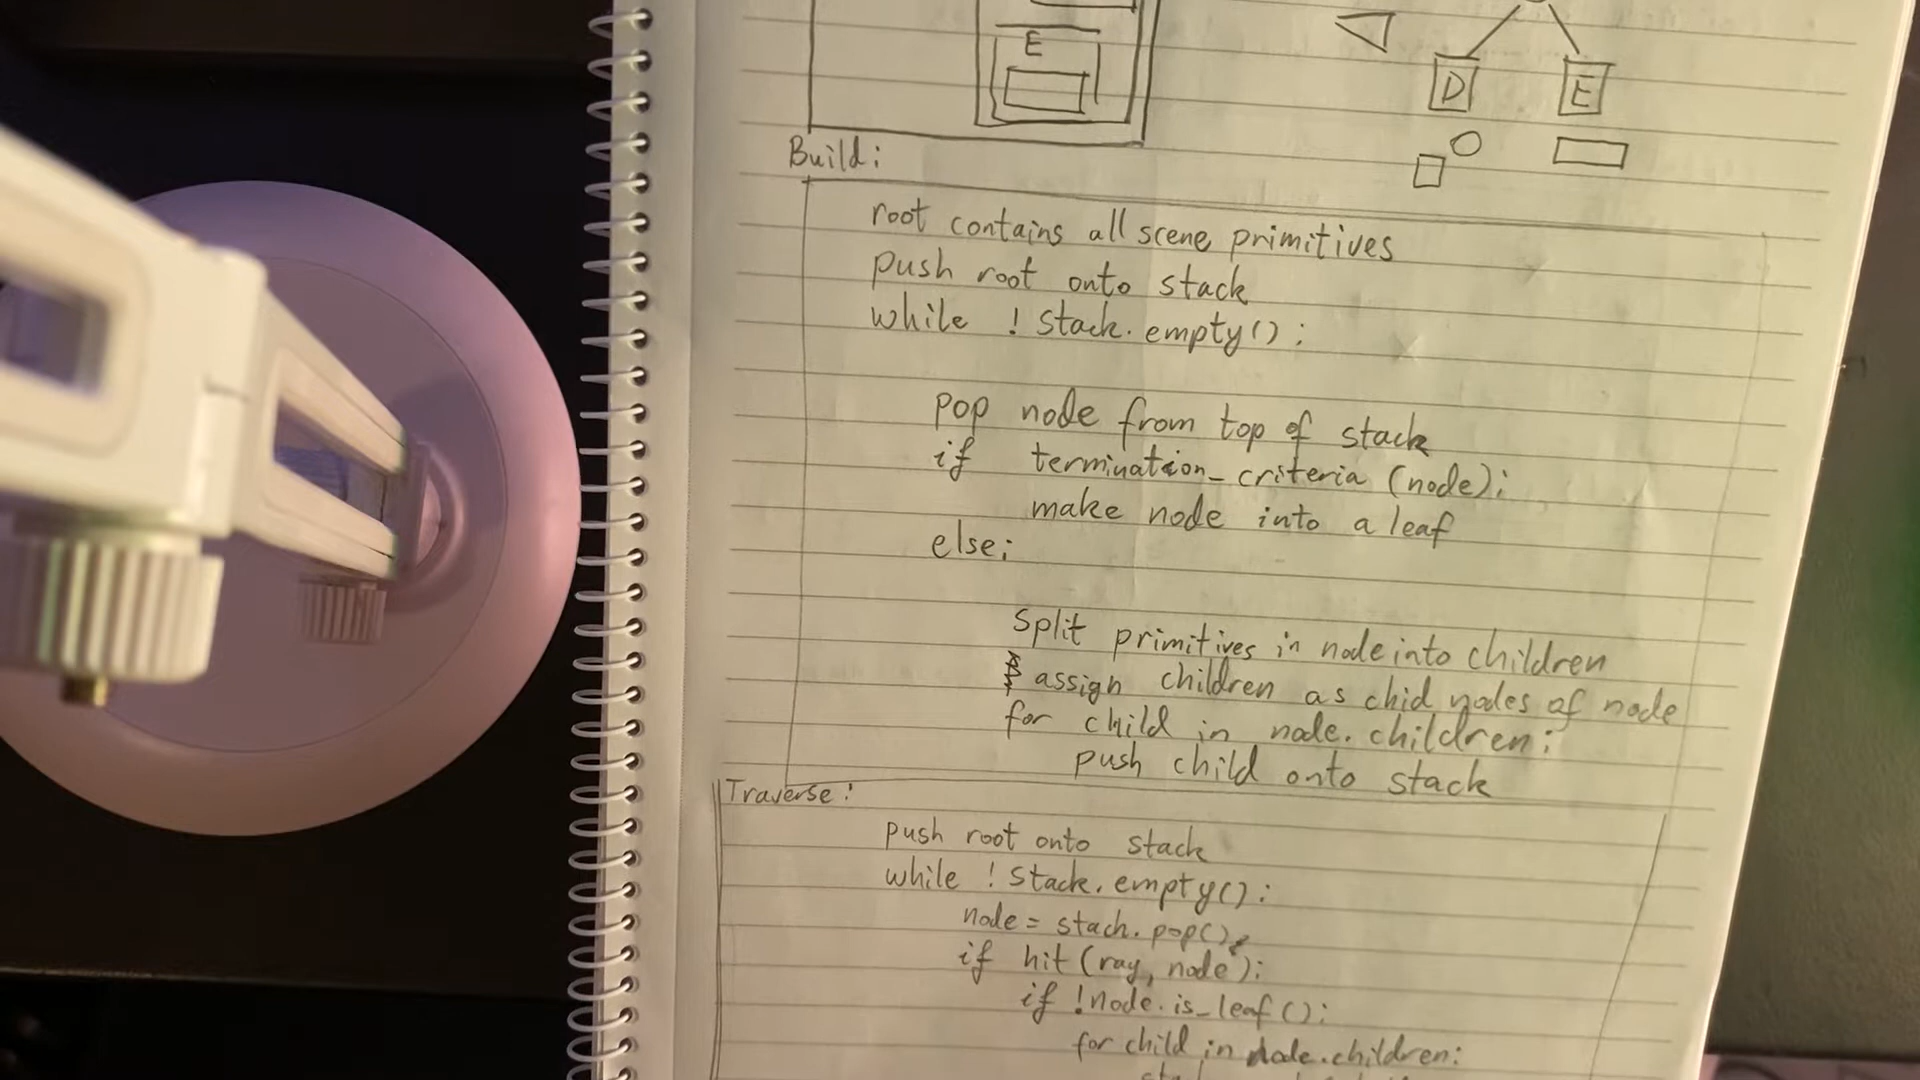 E
D E
Build:
root contains all scene primitives
push root onto stack
while ! stack.empty():
pop node from top of stack
if termination_criteria (node):
make node into a leaf
else:
split primitives in node into children
assign children as chid nodes of node
for child in node.children:
push child onto stack
Traverse:
push root onto stack
while ! stack.empty():
node = stach.pop()
if hit (ray, node):
if !node.is_leaf():
for child in node.children: